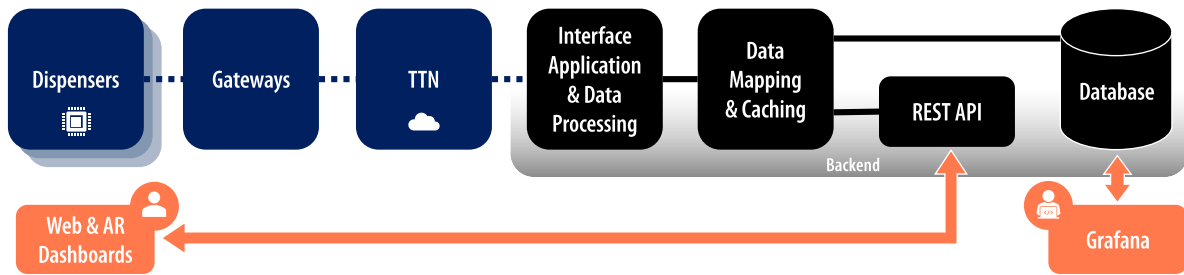 Dispensers
Gateways
TTN
Interface
Application
& Data
Processing
Data
Mapping
& Caching
REST API
Database
Backend
Web & AR
Dashboards
Grafana